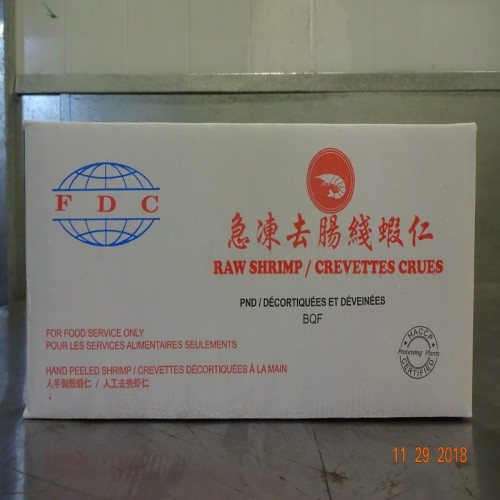 FDC
急凍去腸綫蝦仁
RAW SHRIMP / CREVETTES CRUES
PND / DÉCORTIQUÉES ET DÉVEINÉES
BQF
FOR FOOD SERVICE ONLY
POUR LES SERVICES ALIMENTAIRES SEULEMENTS
HAND PEELED SHRIMP / CREVETTES DÉCORTIQUÉES À LA MAIN
人手剝殼蝦仁 / 人工去壳虾仁
HACCP
Processing Plants
CERTIFIED
11 29 2018